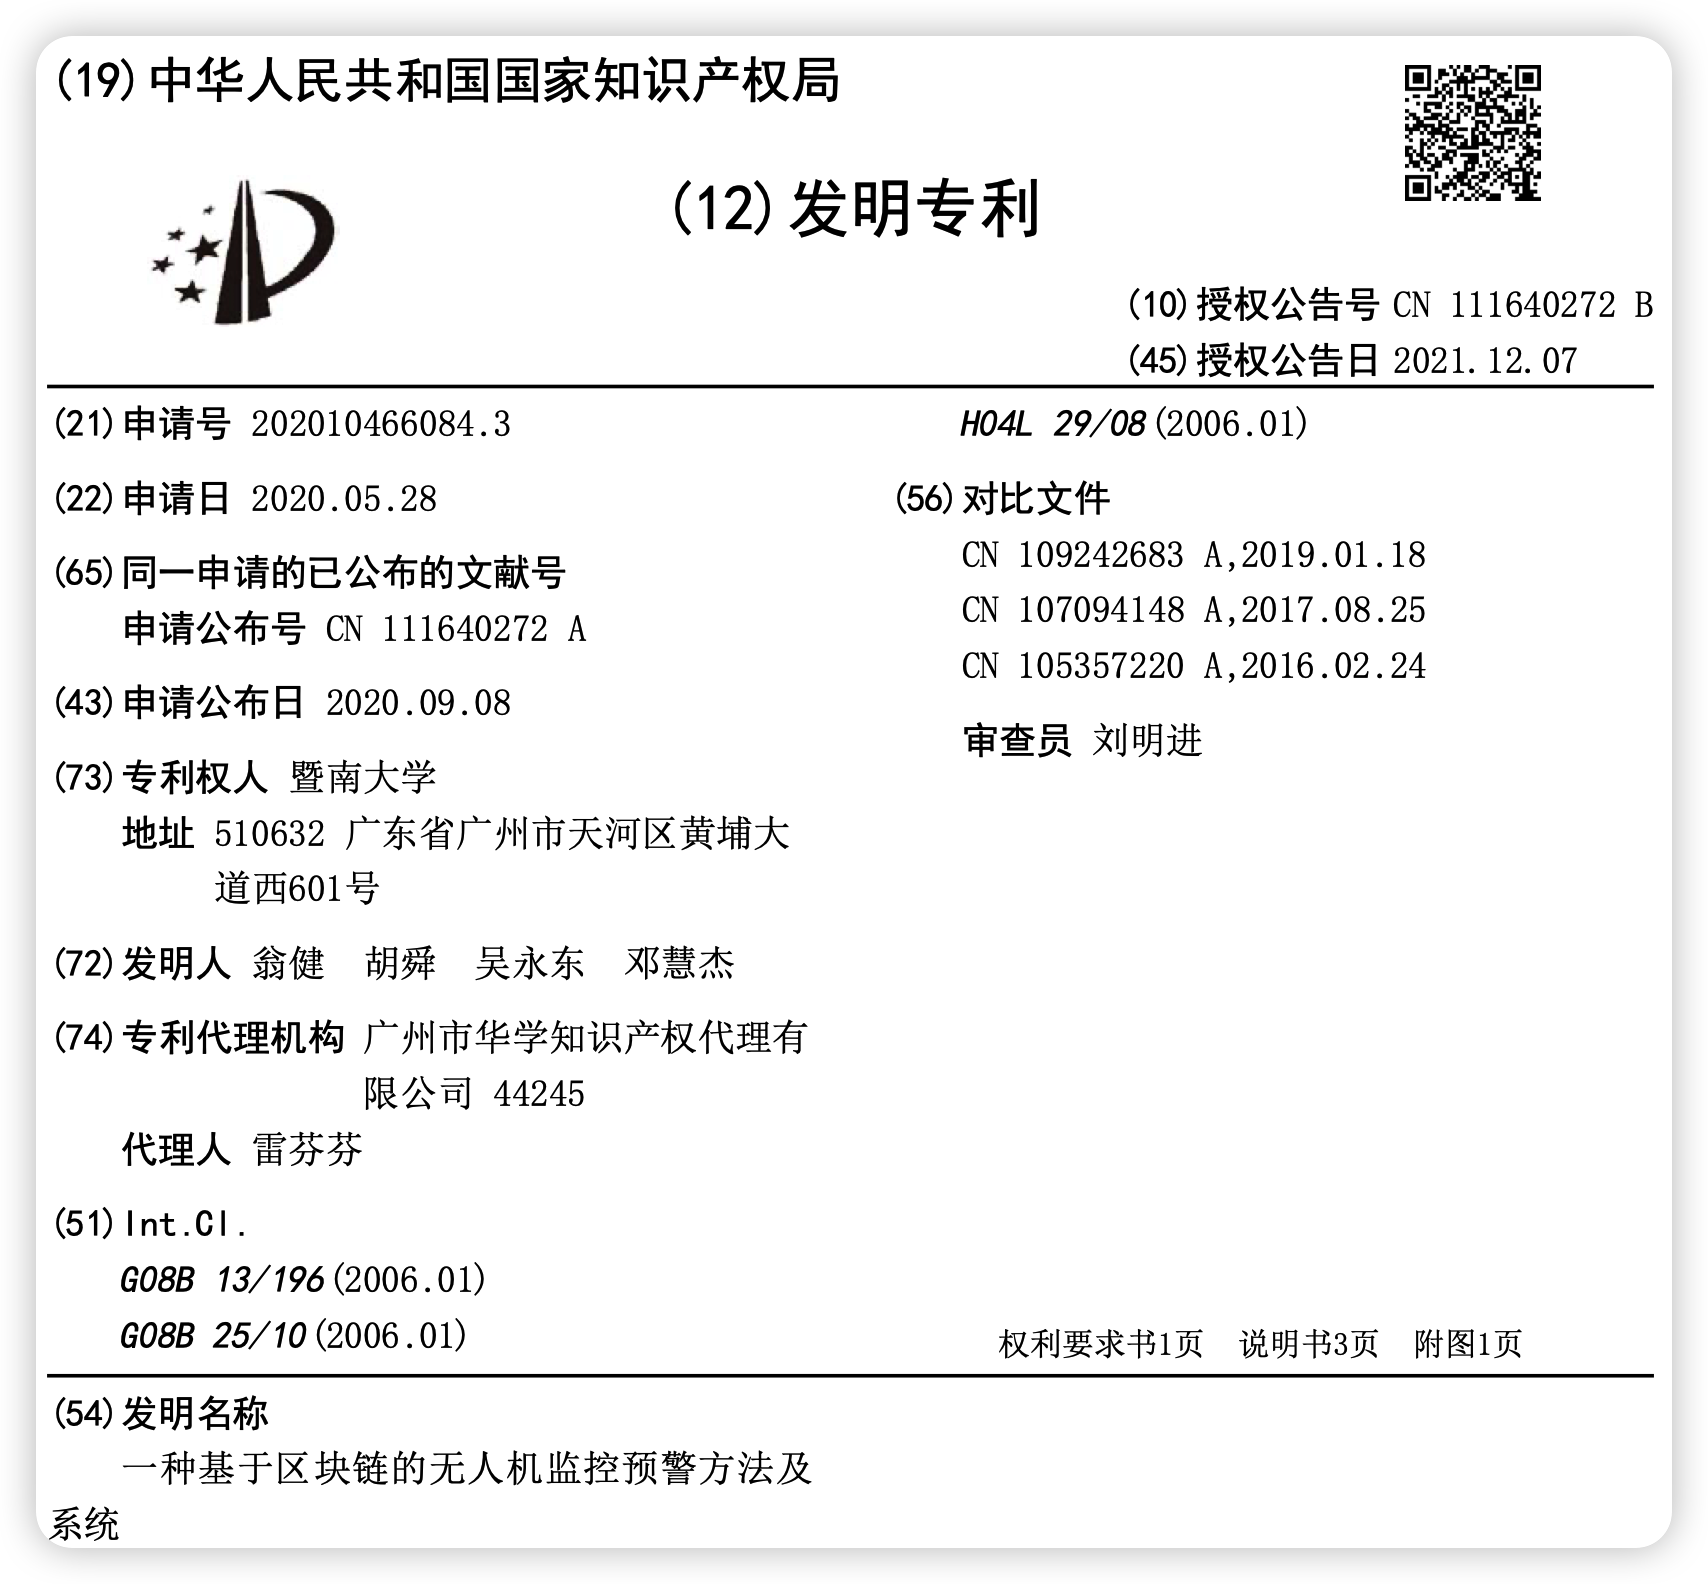 (19)中华人民共和国国家知识产权局
(12)发明专利
(10)授权公告号 CN 111640272 B
(45)授权公告日 2021.12.07
(21)申请号 202010466084.3
(22)申请日 2020.05.28
(65)同一申请的已公布的文献号
申请公布号 CN 111640272 A
(43)申请公布日 2020.09.08
(73)专利权人 暨南大学
地址 510632 广东省广州市天河区黄埔大
道西601号
(72)发明人 翁健 胡舜 吴永东 邓慧杰
(74)专利代理机构 广州市华学知识产权代理有
限公司 44245
代理人 雷芬芬
(51)Int.Cl.
G08B 13/196(2006.01)
G08B 25/10(2006.01)
H04L 29/08(2006.01)
(56)对比文件
CN 109242683 A,2019.01.18
CN 107094148 A,2017.08.25
CN 105357220 A,2016.02.24
审查员 刘明进
权利要求书1页 说明书3页 附图1页
(54)发明名称
一种基于区块链的无人机监控预警方法及
系统